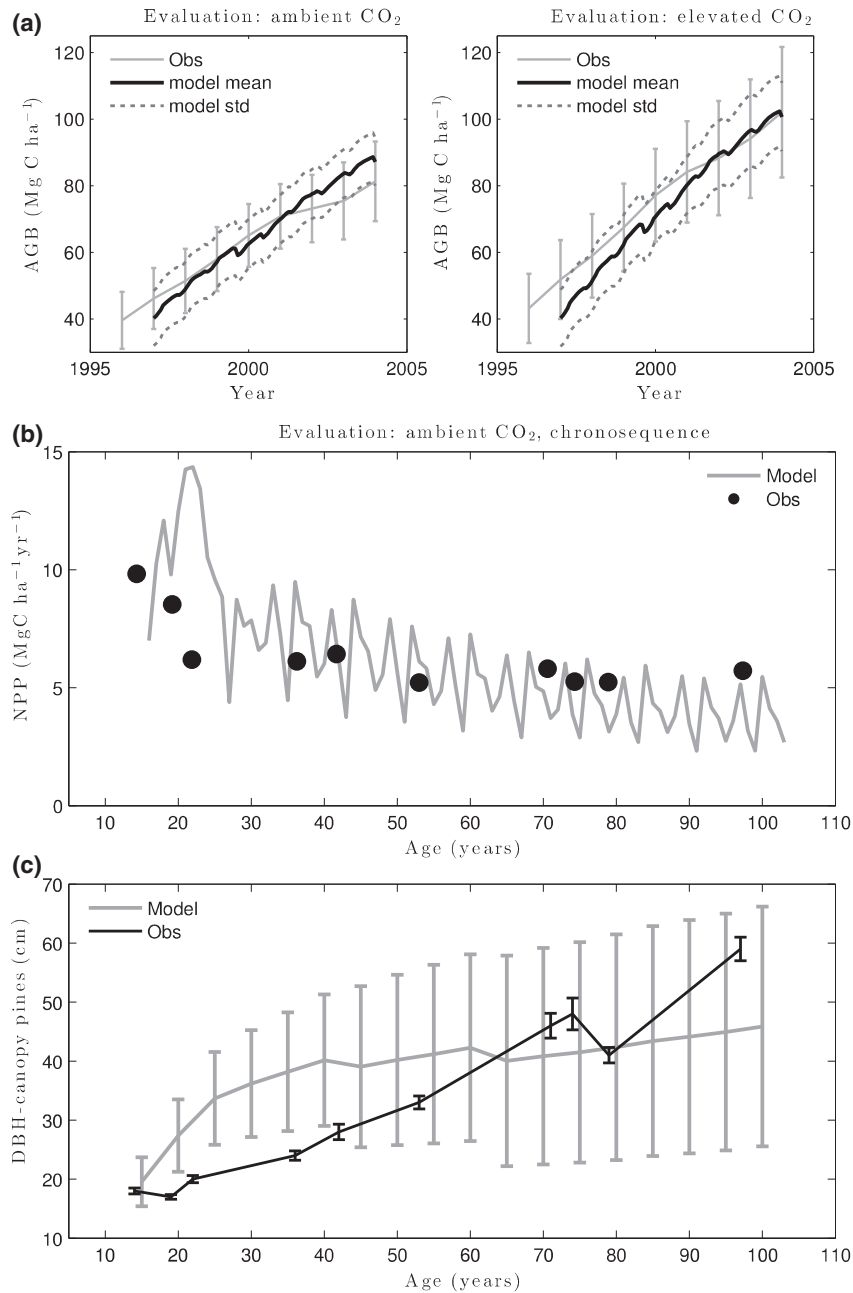 (a)
Evaluation: ambient CO₂
Evaluation: elevated CO₂
AGB (Mg C ha⁻¹)
120
100
80
60
40
Obs
model mean
model std
1995
2000
2005
Year
AGB (Mg C ha⁻¹)
120
100
80
60
40
Obs
model mean
model std
1995
2000
2005
Year
(b)
Evaluation: ambient CO₂, chronosequence
NPP (MgC ha⁻¹yr⁻¹)
15
10
5
0
Model
Obs
10 20 30 40 50 60 70 80 90 100 110
Age (years)
(c)
DBH-canopy pines (cm)
70
60
50
40
30
20
10
Model
Obs
10 20 30 40 50 60 70 80 90 100 110
Age (years)